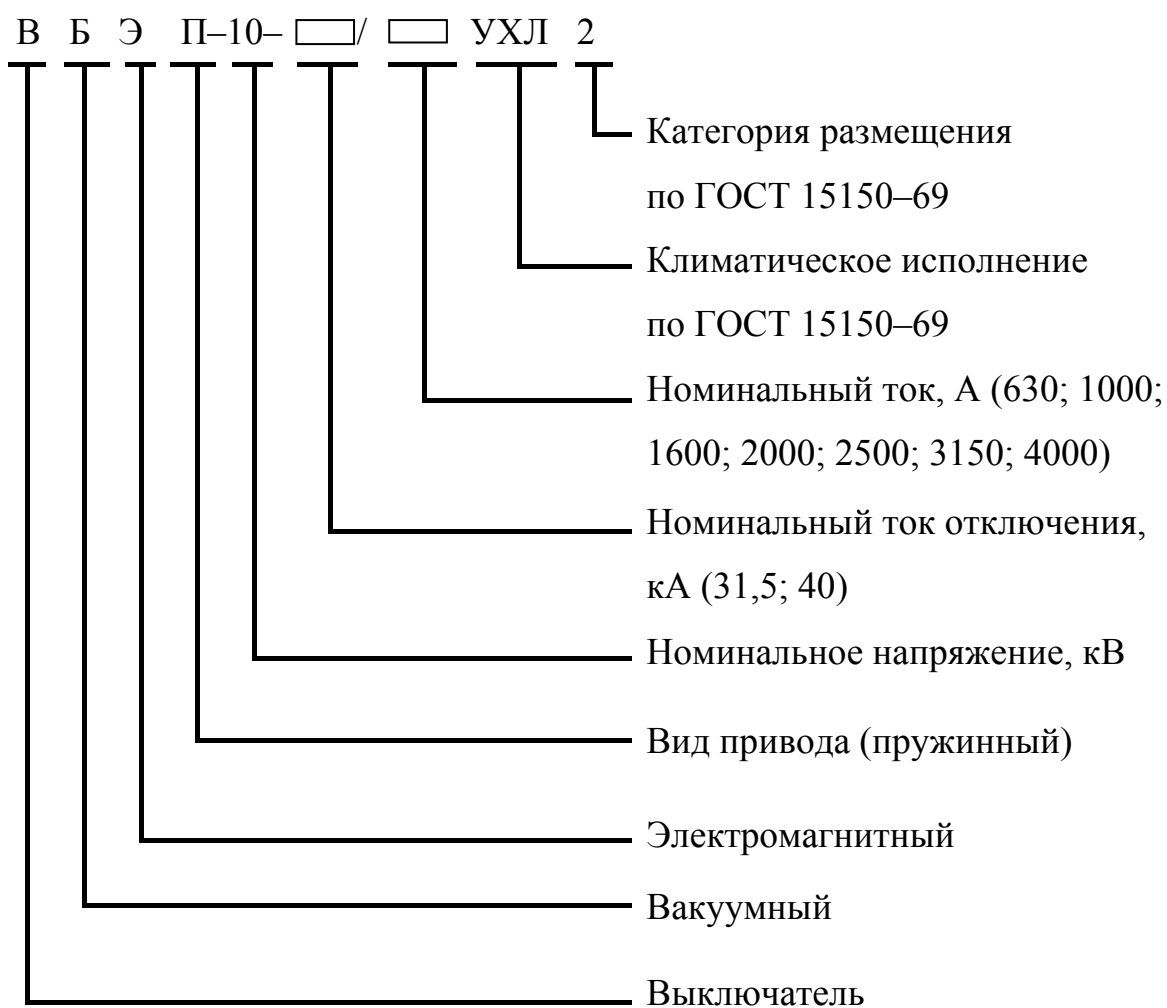 В Б Э П–10– / УХЛ 2
Категория размещения
по ГОСТ 15150–69
Климатическое исполнение
по ГОСТ 15150–69
Номинальный ток, А (630; 1000;
1600; 2000; 2500; 3150; 4000)
Номинальный ток отключения,
кА (31,5; 40)
Номинальное напряжение, кВ
Вид привода (пружинный)
Электромагнитный
Вакуумный
Выключатель